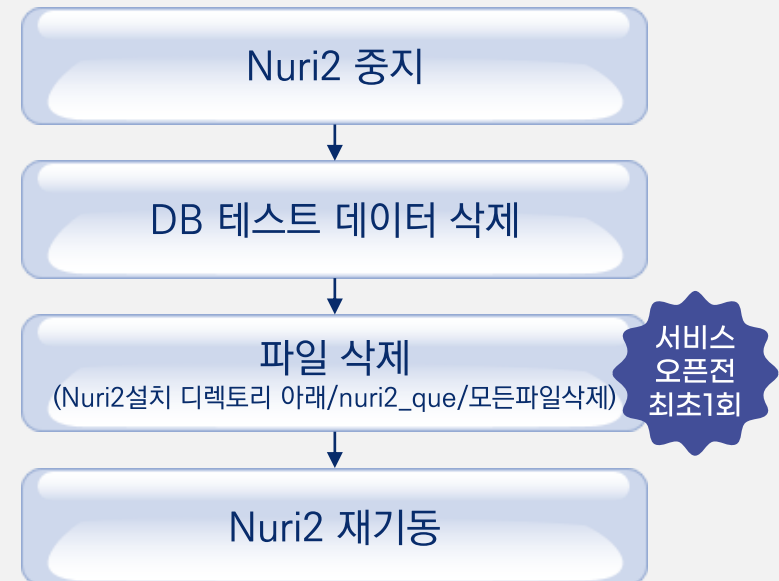 Nuri2 중지
DB 테스트 데이터 삭제
파일 삭제
(Nuri2설치 디렉토리 아래/nuri2_que/모든파일삭제)
서비스
오픈전
최초1회
Nuri2 재기동